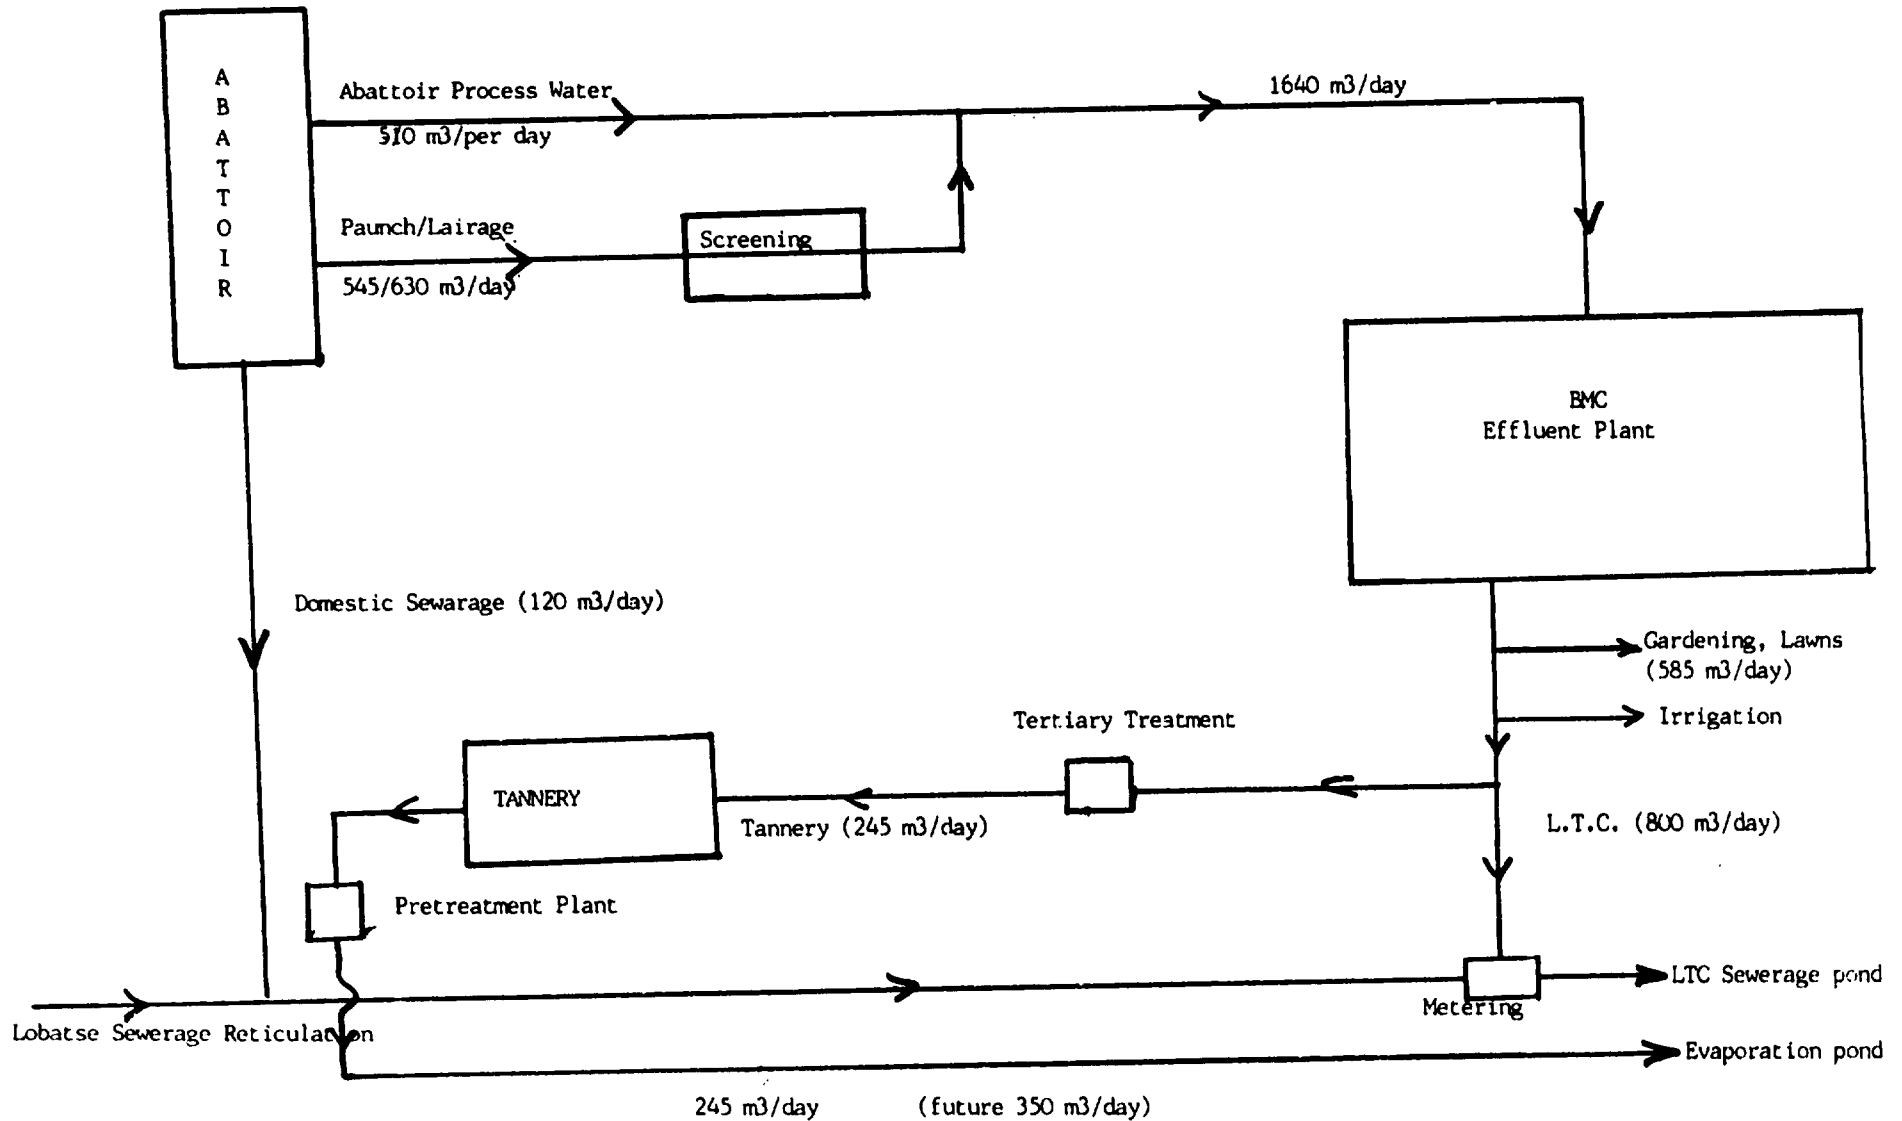 ABATTOIR
Abattoir Process Water
510 m3/per day
1640 m3/day
Paunch/Lairage
545/630 m3/day
Screening
BMC
Effluent Plant
Domestic Sewarage (120 m3/day)
Gardening, Lawns
(585 m3/day)
Irrigation
Tertiary Treatment
TANNERY
Tannery (245 m3/day)
L.T.C. (800 m3/day)
Pretreatment Plant
LTC Sewerage pond
Metering
Lobatse Sewerage Reticulation
Evaporation pond
245 m3/day (future 350 m3/day)